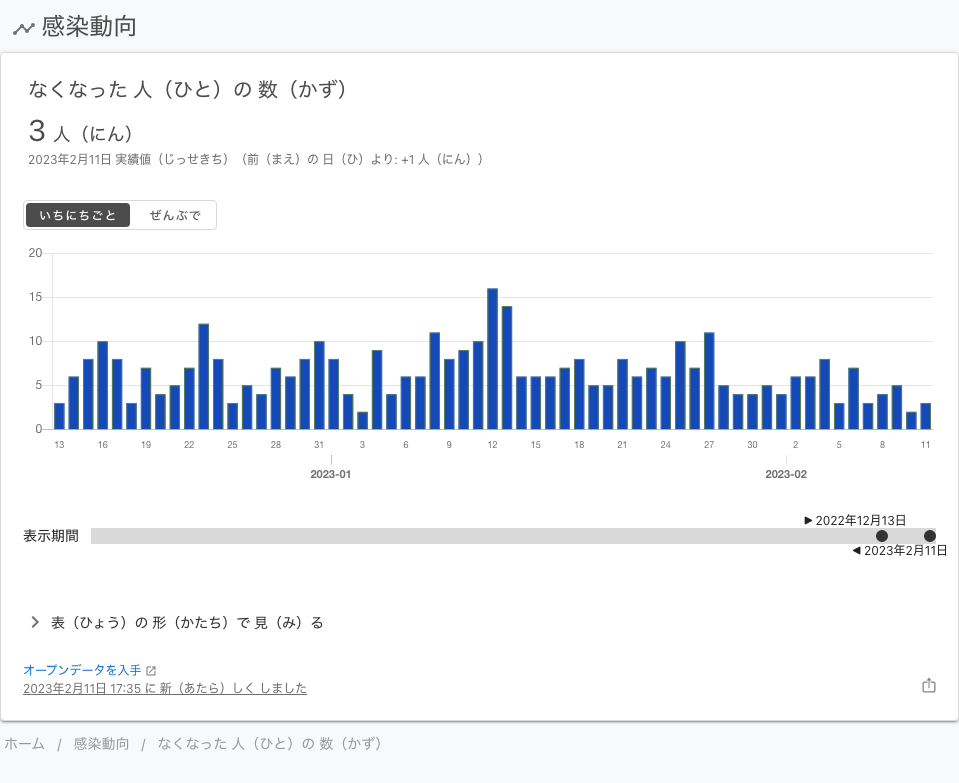 感染動向
なくなった 人（ひと）の 数（かず）
3 人（にん）
2023年2月11日 実績値（じっせきち）（前（まえ）の 日（ひ）より: +1 人（にん））
いちにちごと ぜんぶで
20
15
10
5
0
13 16 19 22 25 28 31 3 6 9 12 15 18 21 24 27 30 2 5 8 11
2023-01 2023-02
▶ 2022年12月13日
表示期間
◀ 2023年2月11日
表（ひょう）の 形（かたち）で 見（み）る
オープンデータを入手
2023年2月11日 17:35 に 新（あたら）しく しました
ホーム / 感染動向 / なくなった 人（ひと）の 数（かず）